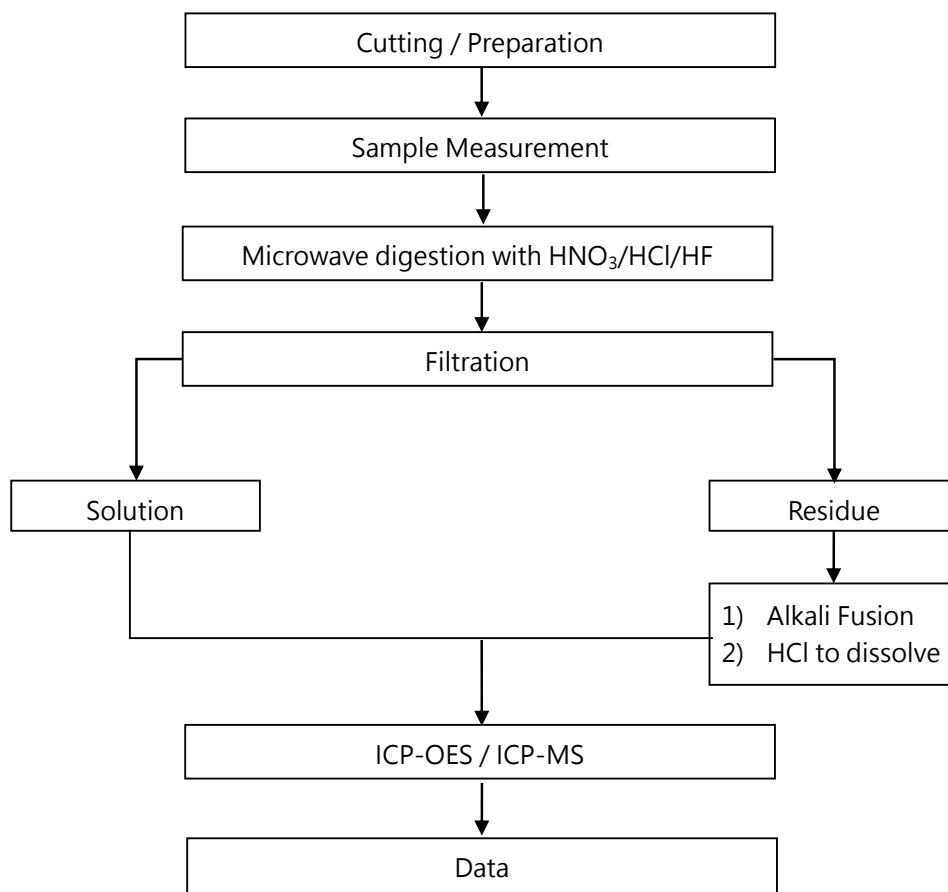 Cutting / Preparation
Sample Measurement
Microwave digestion with HNO₃/HCl/HF
Filtration
Solution
Residue
1) Alkali Fusion
2) HCl to dissolve
ICP-OES / ICP-MS
Data